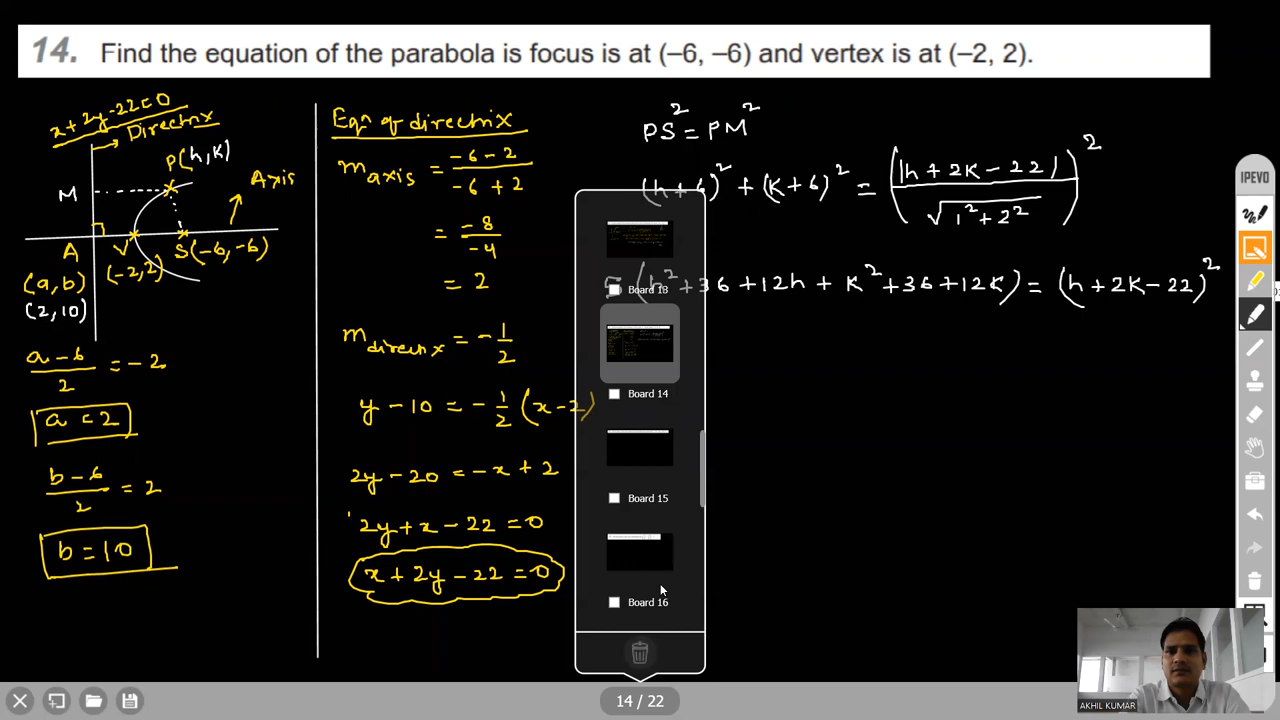 14. Find the equation of the parabola is focus is at (–6, –6) and vertex is at (–2, 2).
x + 2y - 22 = 0
Directrix
P(h, k)
M
Axis
A
V
S(-6, -6)
(a, b)
(-2, 2)
(2, 10)
a - 6 / 2 = -2
a = 2
b - 6 / 2 = 2
b = 10
Eqn of directrix
m axis = -6 - 2 / -6 + 2
= -8 / -4
= 2
m directrix = -1/2
y - 10 = -1/2 (x - 2)
2y - 20 = -x + 2
2y + x - 22 = 0
x + 2y - 22 = 0
PS² = PM²
(h + 6)² + (k + 6)² = (|h + 2k - 22| / √1² + 2²)²
5 (h² + 36 + 12h + k² + 36 + 12k) = (h + 2k - 22)²
Board 13
Board 14
Board 15
Board 16
14 / 22
IPEVO
AKHIL KUMAR